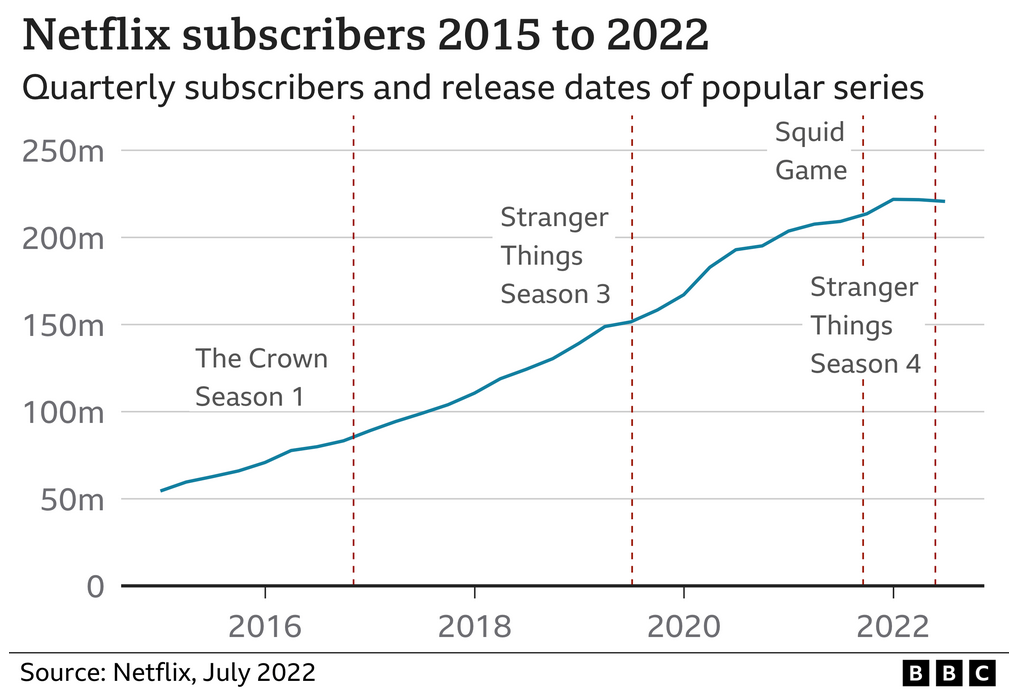 Netflix subscribers 2015 to 2022
Quarterly subscribers and release dates of popular series
250m
200m
150m
100m
50m
0
The Crown
Season 1
Stranger
Things
Season 3
Squid
Game
Stranger
Things
Season 4
2016
2018
2020
2022
Source: Netflix, July 2022
BBC